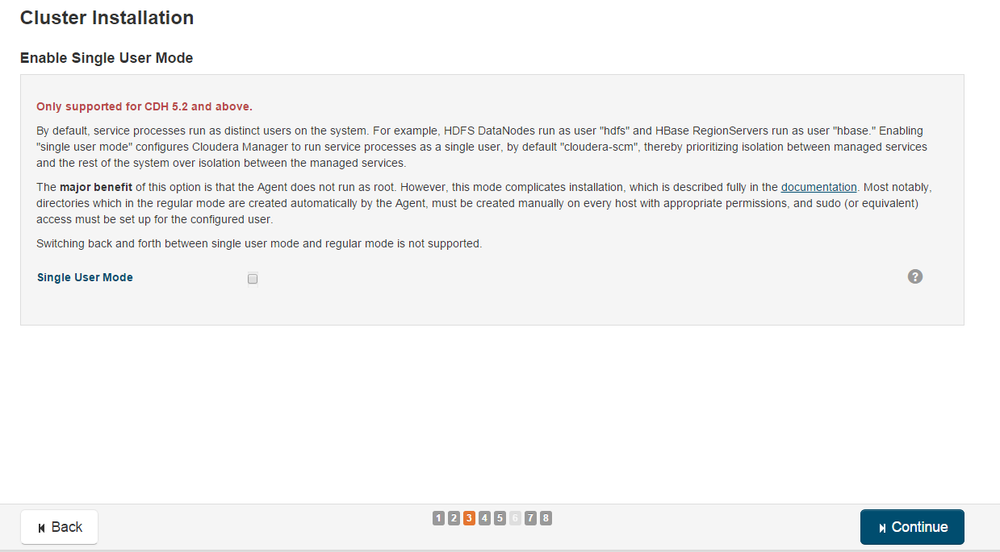 Cluster Installation
Enable Single User Mode
Only supported for CDH 5.2 and above.
By default, service processes run as distinct users on the system. For example, HDFS DataNodes run as user "hdfs" and HBase RegionServers run as user "hbase." Enabling
"single user mode" configures Cloudera Manager to run service processes as a single user, by default "cloudera-scm", thereby prioritizing isolation between managed services
and the rest of the system over isolation between the managed services.
The major benefit of this option is that the Agent does not run as root. However, this mode complicates installation, which is described fully in the documentation. Most notably,
directories which in the regular mode are created automatically by the Agent, must be created manually on every host with appropriate permissions, and sudo (or equivalent)
access must be set up for the configured user.
Switching back and forth between single user mode and regular mode is not supported.
Single User Mode ?
Back 1 2 3 4 5 6 7 8 Continue